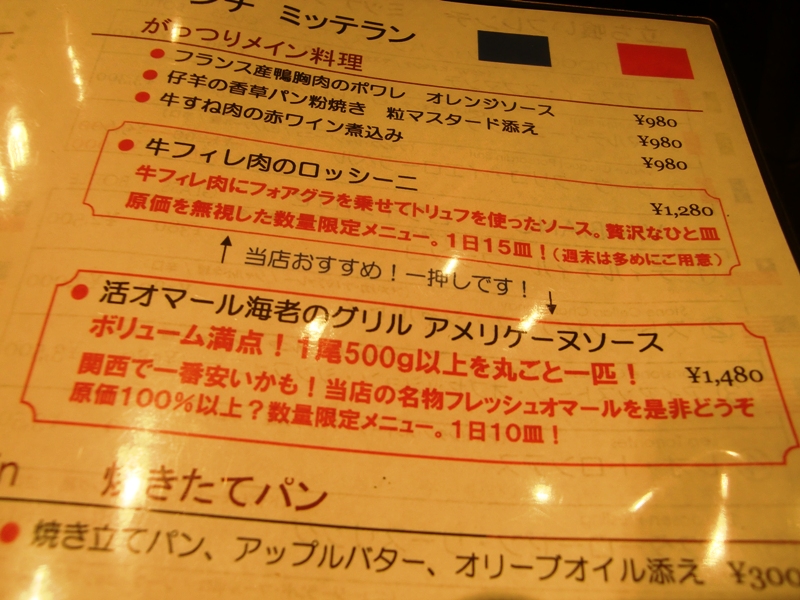 ミッテラン
がっつりメイン料理
● フランス産鴨胸肉のポワレ オレンジソース ¥980
● 仔羊の香草パン粉焼き 粒マスタード添え ¥980
● 牛すね肉の赤ワイン煮込み ¥980
● 牛フィレ肉のロッシーニ ¥1,280
牛フィレ肉にフォアグラを乗せてトリュフを使ったソース。贅沢なひと皿
原価を無視した数量限定メニュー。1日15皿！（週末は多めにご用意）
↑ 当店おすすめ！一押しです！ ↓
● 活オマール海老のグリル アメリケーヌソース ¥1,480
ボリューム満点！1尾500g以上を丸ごと一匹！
関西で一番安いかも！当店の名物フレッシュオマールを是非どうぞ
原価100%以上？数量限定メニュー。1日10皿！
焼きたてパン
● 焼き立てパン、アップルバター、オリーブオイル添え ¥300